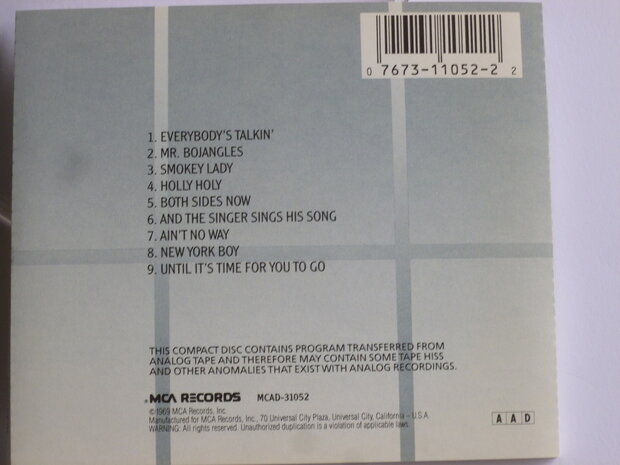 0 7673-11052-2 2
1. EVERYBODY'S TALKIN'
2. MR. BOJANGLES
3. SMOKEY LADY
4. HOLLY HOLY
5. BOTH SIDES NOW
6. AND THE SINGER SINGS HIS SONG
7. AIN'T NO WAY
8. NEW YORK BOY
9. UNTIL IT'S TIME FOR YOU TO GO
THIS COMPACT DISC CONTAINS PROGRAM TRANSFERRED FROM
ANALOG TAPE AND THEREFORE MAY CONTAIN SOME TAPE HISS
AND OTHER ANOMALIES THAT EXIST WITH ANALOG RECORDINGS.
MCA RECORDS MCAD-31052
©1969 MCA Records, Inc.
Manufactured for MCA Records, Inc., 70 Universal City Plaza, Universal City, California – U.S.A.
WARNING: All rights reserved. Unauthorized duplication is a violation of applicable laws.
A A D